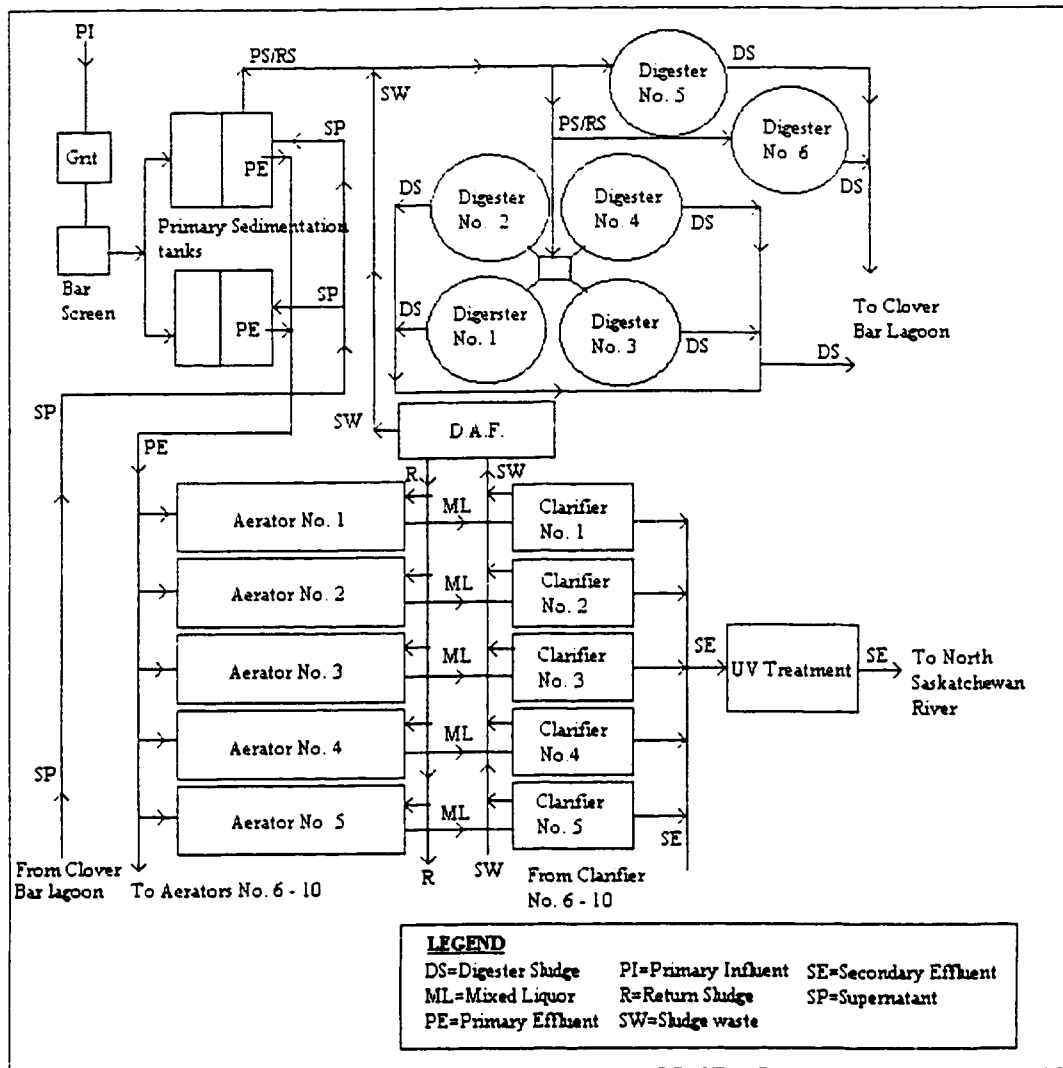 PI
PS/RS
DS
SW
Digester
No. 5
Grit
SP
PE
PS/RS
Digester
No. 6
DS
DS
Digester
No. 2
Digester
No. 4
DS
Primary Sedimentation
tanks
Bar
Screen
SP
PE
DS
Digerster
No. 1
Digester
No. 3
DS
To Clover
Bar Lagoon
DS
SP
SW
D.A.F.
PE
R
SW
Aerator No. 1
ML
Clarifier
No. 1
Aerator No. 2
ML
Clarifier
No. 2
Aerator No. 3
ML
Clarifier
No. 3
SE
UV Treatment
SE
To North
Saskatchewan
River
Aerator No. 4
ML
Clarifier
No.4
SP
Aerator No. 5
ML
Clarifier
No. 5
SE
From Clover
Bar lagoon
To Aerators No. 6 - 10
R
SW
From Clarifier
No. 6 - 10
LEGEND
DS=Digester Sludge PI=Primary Influent SE=Secondary Effluent
ML=Mixed Liquor R=Return Sludge SP=Supernatant
PE=Primary Effluent SW=Sludge waste